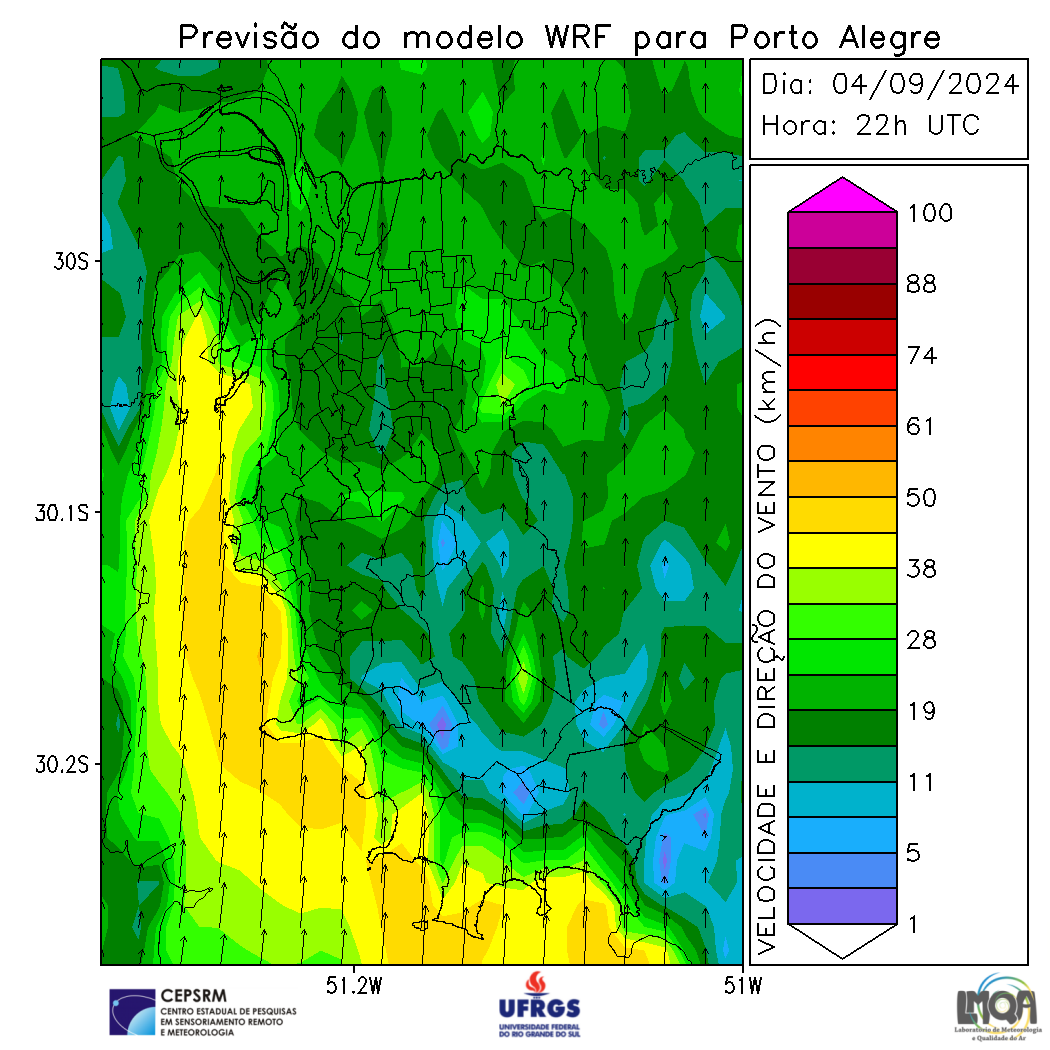 Previsão do modelo WRF para Porto Alegre
Dia: 04/09/2024
Hora: 22h UTC
30S
30.1S
30.2S
51.2W
51W
VELOCIDADE E DIREÇÃO DO VENTO (km/h)
100
88
74
61
50
38
28
19
11
5
1
CEPSRM
CENTRO ESTADUAL DE PESQUISAS
EM SENSORIAMENTO REMOTO
E METEOROLOGIA
UFRGS
UNIVERSIDADE FEDERAL
DO RIO GRANDE DO SUL
LMQA
Laboratório de Meteorologia
e Qualidade do Ar